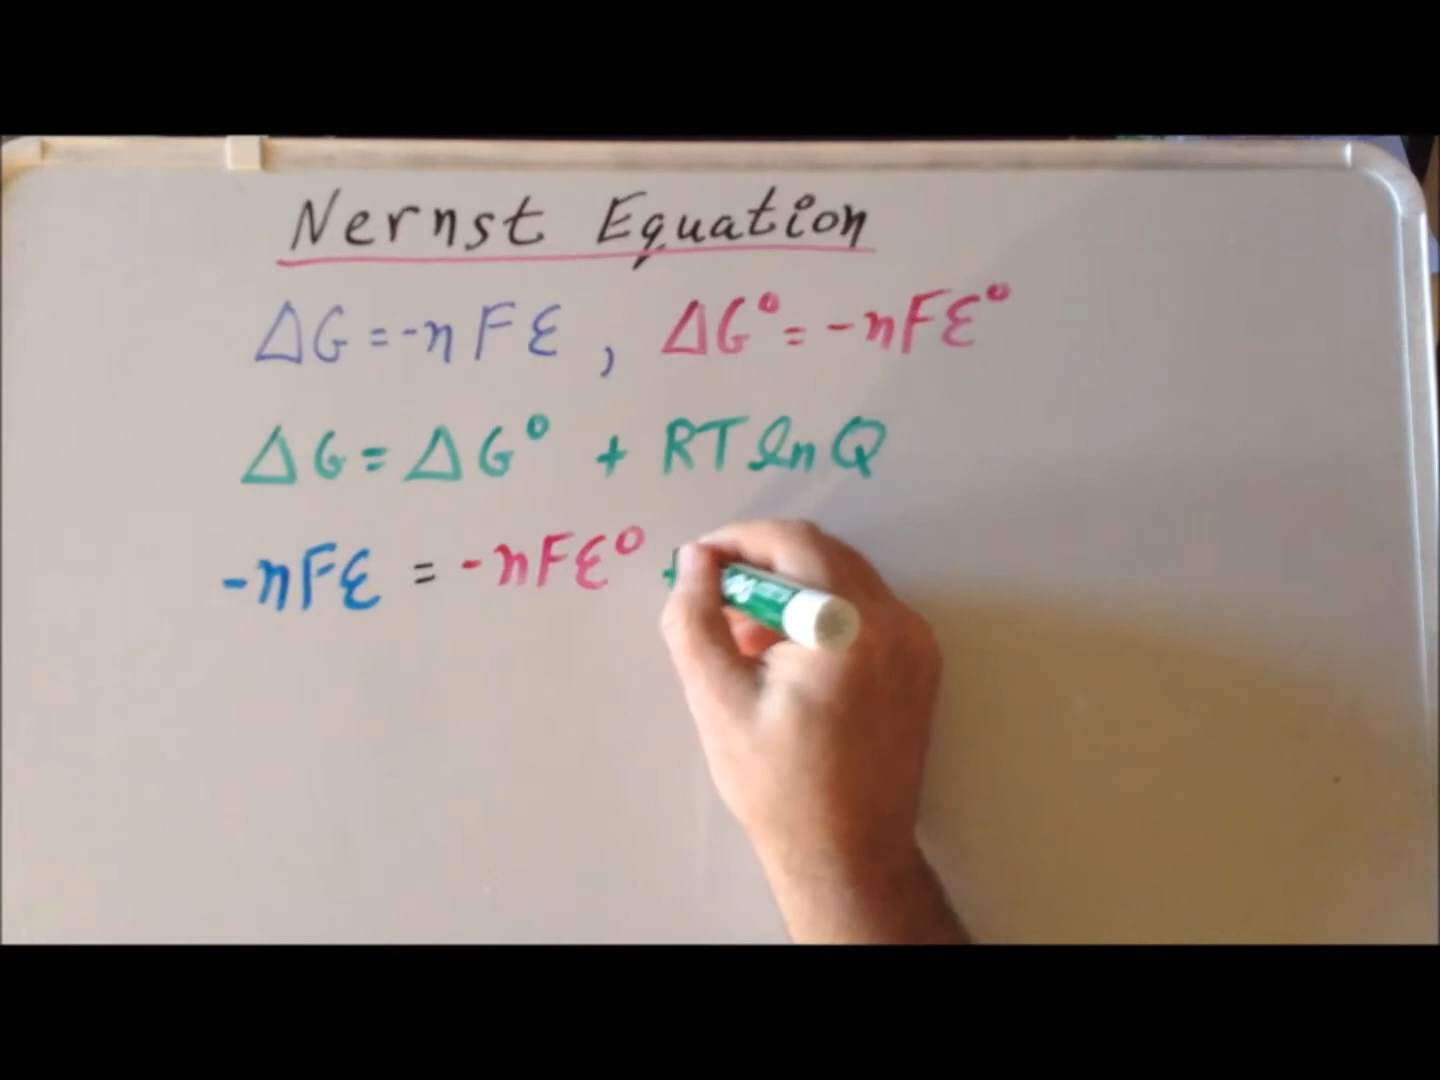 Nernst Equation
ΔG = -nFε , ΔG° = -nFε°
ΔG = ΔG° + RT ln Q
-nFε = -nFε° +